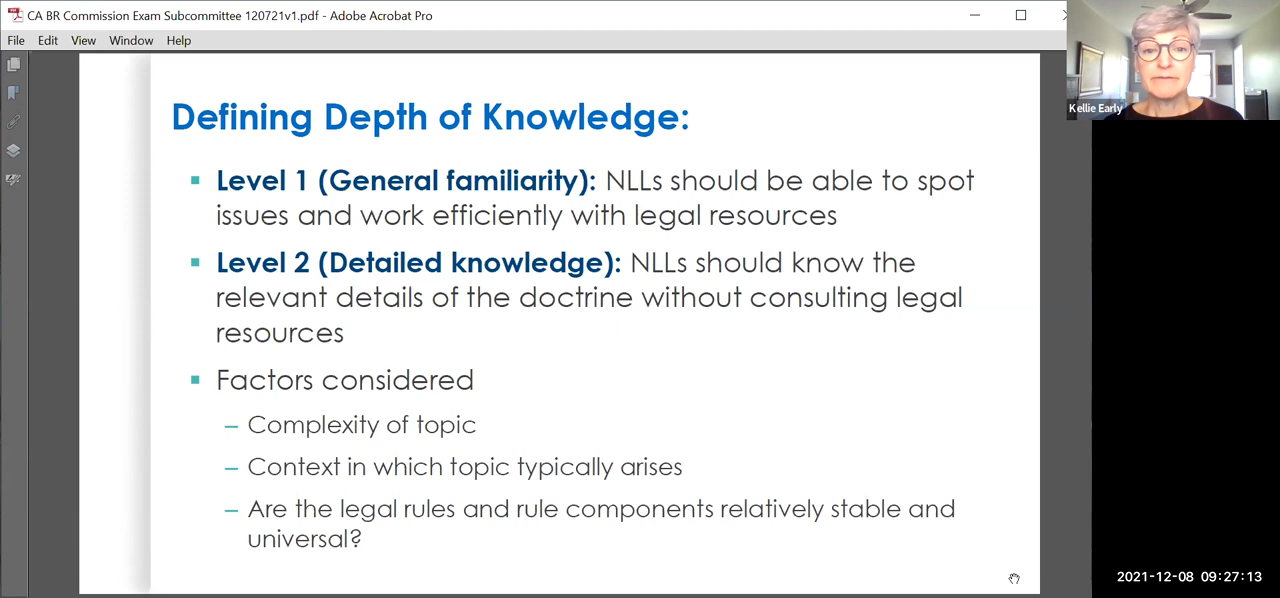 CA BR Commission Exam Subcommittee 120721v1.pdf - Adobe Acrobat Pro
File Edit View Window Help
Kellie Early
Defining Depth of Knowledge:
Level 1 (General familiarity): NLLs should be able to spot
issues and work efficiently with legal resources
Level 2 (Detailed knowledge): NLLs should know the
relevant details of the doctrine without consulting legal
resources
Factors considered
– Complexity of topic
– Context in which topic typically arises
– Are the legal rules and rule components relatively stable and
universal?
2021-12-08 09:27:13